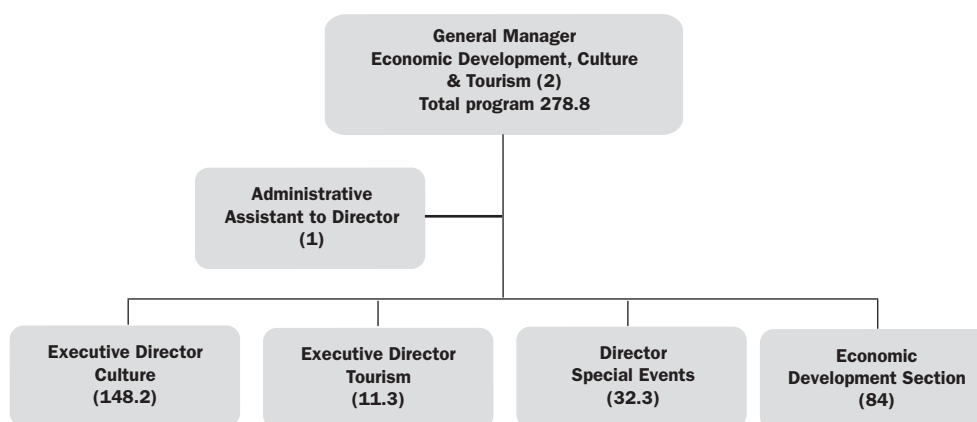 General Manager
Economic Development, Culture
& Tourism (2)
Total program 278.8
Administrative
Assistant to Director
(1)
Executive Director
Culture
(148.2)
Executive Director
Tourism
(11.3)
Director
Special Events
(32.3)
Economic
Development Section
(84)